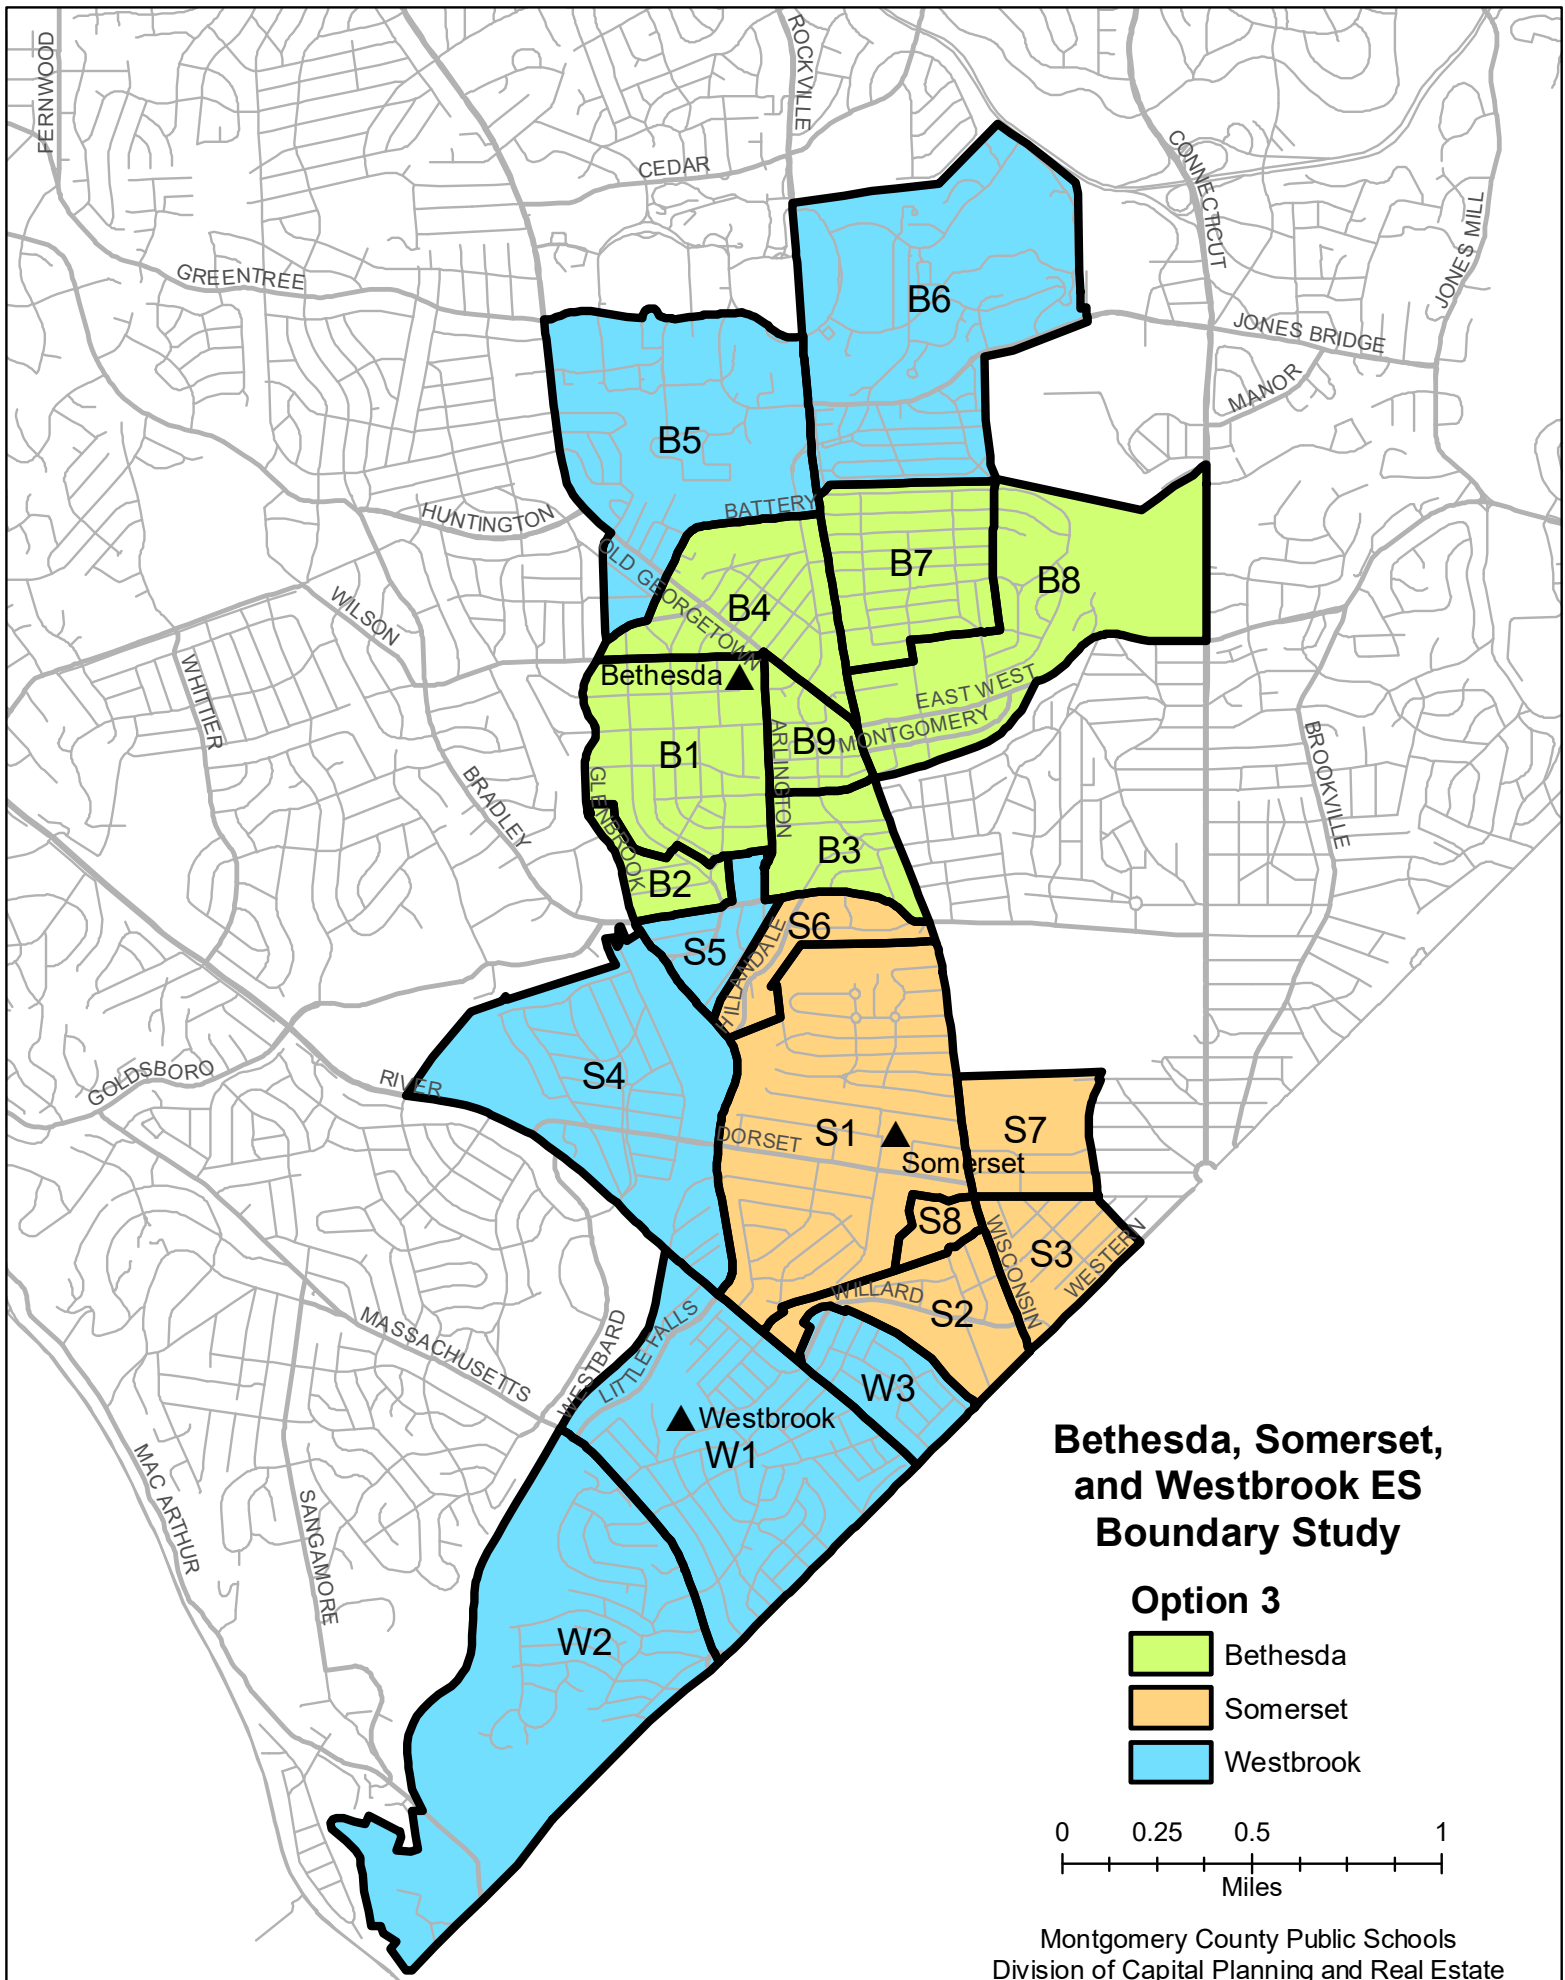 FERNWOOD
ROCKVILLE
CEDAR
CONNECTICUT
JONES MILL
GREENTREE
B6
JONES BRIDGE
MANOR
B5
BATTERY
HUNTINGTON
OLD GEORGETOWN
B7
B8
WILSON
B4
WHITTIER
Bethesda
EAST WEST
MONTGOMERY
ARLINGTON
B9
B1
BROOKVILLE
BRADLEY
GLENBROOK
B3
B2
S6
S5
HILLANDALE
GOLDSBORO
RIVER
S4
DORSET
S1
S7
Somerset
S8
WISCONSIN
S3
WESTERN
WILLARD
S2
MASSACHUSETTS
WESTBARD
LITTLE FALLS
W3
Westbrook
W1
MAC ARTHUR
SANGAMORE
W2
Bethesda, Somerset,
and Westbrook ES
Boundary Study
Option 3
Bethesda
Somerset
Westbrook
0 0.25 0.5 1
Miles
Montgomery County Public Schools
Division of Capital Planning and Real Estate